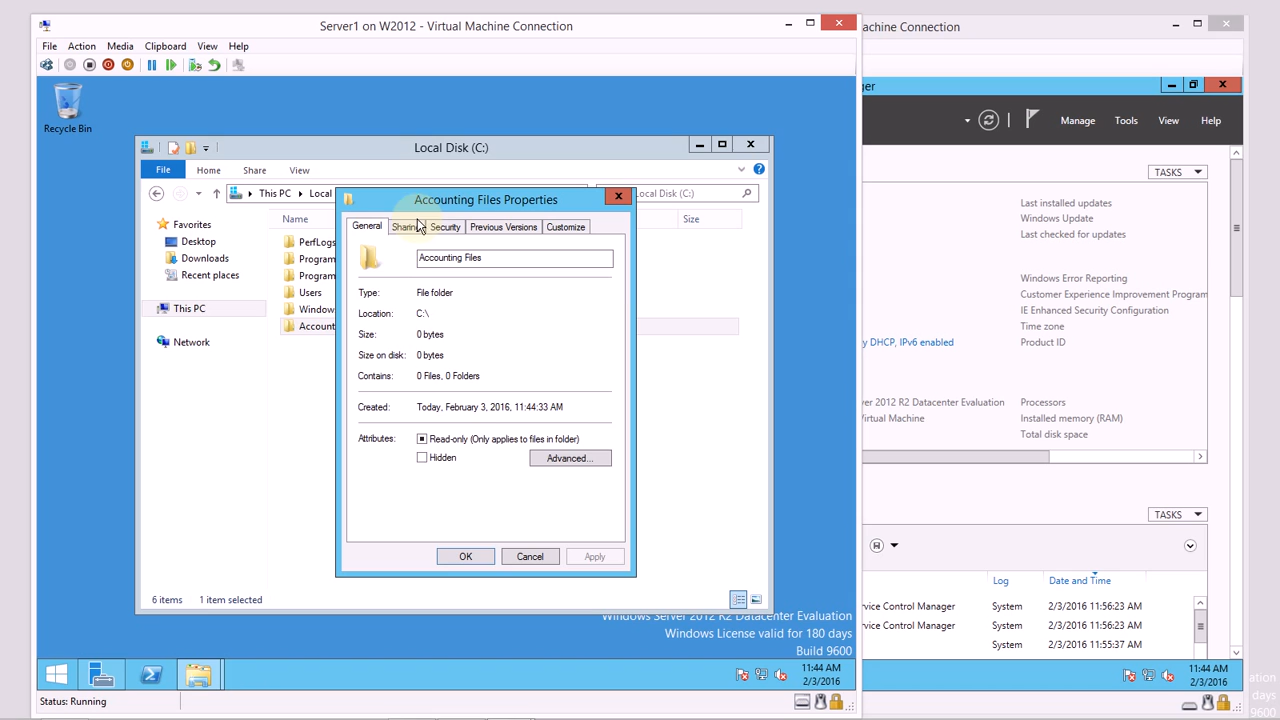 Server1 on W2012 - Virtual Machine Connection
File Action Media Clipboard View Help
Recycle Bin
Local Disk (C:)
File Home Share View
This PC Local
Local Disk (C:)
Favorites
Desktop
Downloads
Recent places
This PC
Network
Name Size
PerfLogs
Program
Program
Users
Window
Account
6 items 1 item selected
Accounting Files Properties
General Sharing Security Previous Versions Customize
Accounting Files
Type: File folder
Location: C:\
Size: 0 bytes
Size on disk: 0 bytes
Contains: 0 Files, 0 Folders
Created: Today, February 3, 2016, 11:44:33 AM
Attributes: Read-only (Only applies to files in folder)
Hidden Advanced...
OK Cancel Apply
Windows Server 2012 R2 Datacenter Evaluation
Windows License valid for 180 days
Build 9600
11:44 AM
2/3/2016
Status: Running
achine Connection
ger
Manage Tools View Help
TASKS
Last installed updates
Windows Update
Last checked for updates
Windows Error Reporting
Customer Experience Improvement Program
IE Enhanced Security Configuration
Time zone
y DHCP, IPv6 enabled Product ID
erver 2012 R2 Datacenter Evaluation Processors
Virtual Machine Installed memory (RAM)
Total disk space
TASKS
Log Date and Time
vice Control Manager System 2/3/2016 11:56:23 AM
vice Control Manager System 2/3/2016 11:56:23 AM
System 2/3/2016 11:55:37 AM
11:44 AM
2/3/2016
ation
days
9600